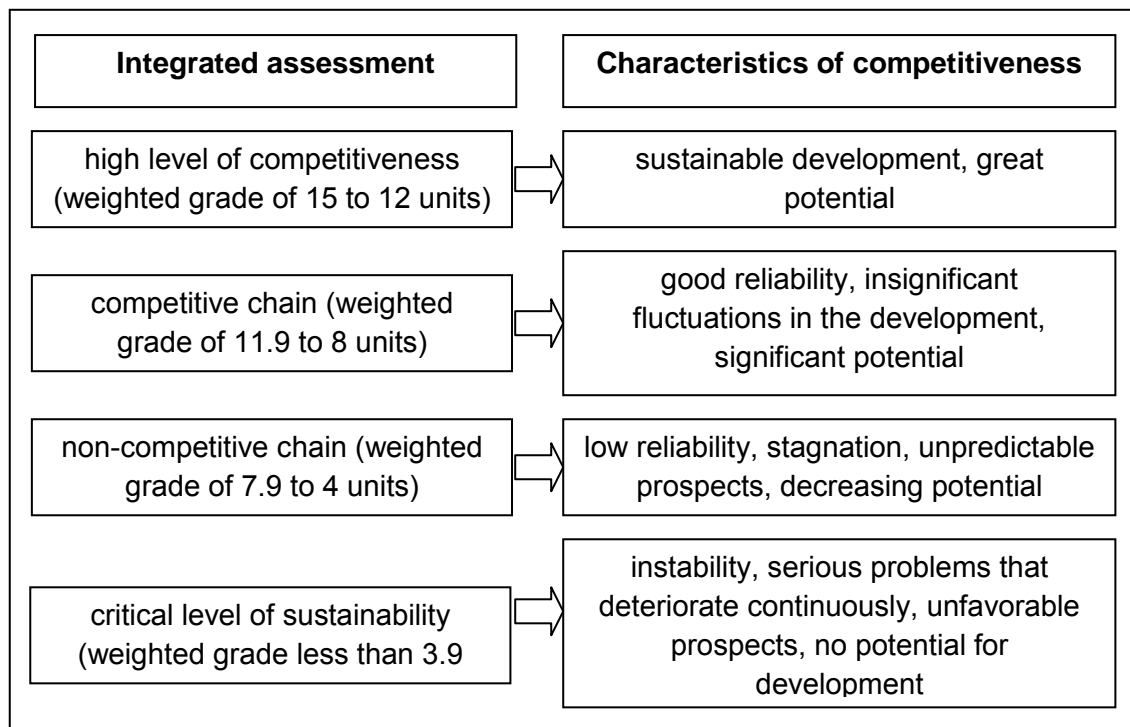 Integrated assessment
Characteristics of competitiveness
high level of competitiveness
(weighted grade of 15 to 12 units)
sustainable development, great
potential
competitive chain (weighted
grade of 11.9 to 8 units)
good reliability, insignificant
fluctuations in the development,
significant potential
non-competitive chain (weighted
grade of 7.9 to 4 units)
low reliability, stagnation, unpredictable
prospects, decreasing potential
critical level of sustainability
(weighted grade less than 3.9
instability, serious problems that
deteriorate continuously, unfavorable
prospects, no potential for
development